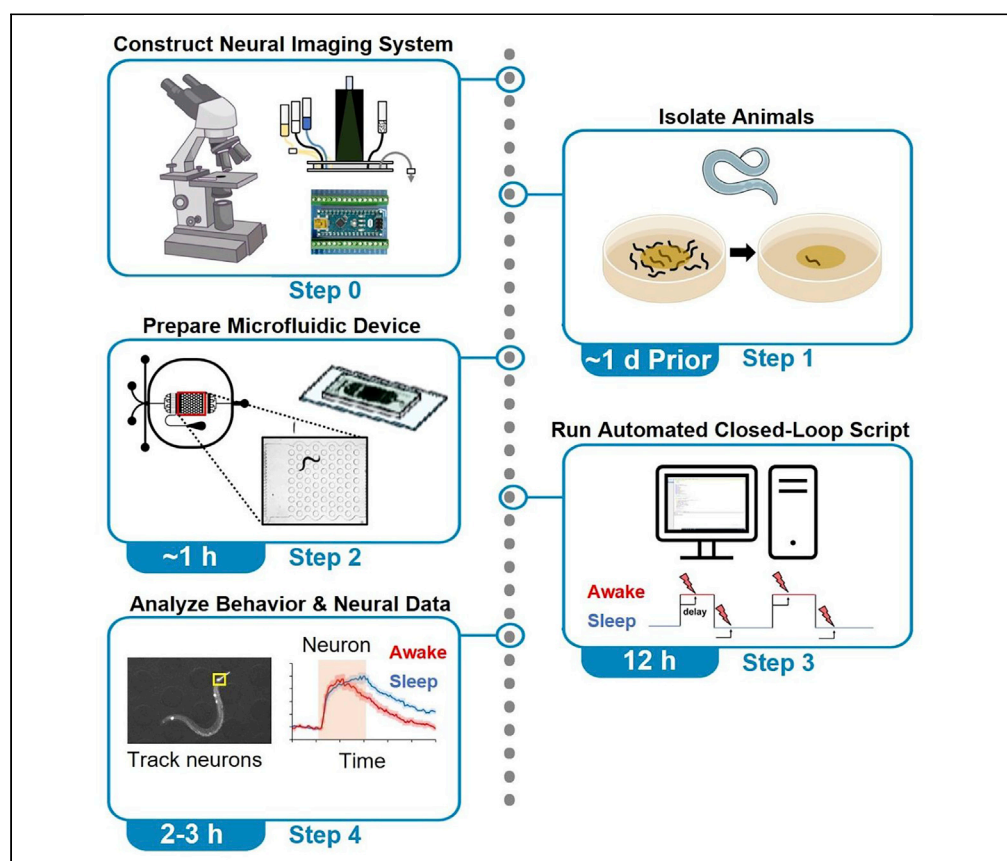 Construct Neural Imaging System
Step 0
Isolate Animals
~1 d Prior
Step 1
Prepare Microfluidic Device
~1 h
Step 2
Run Automated Closed-Loop Script
Awake
delay
Sleep
12 h
Step 3
Analyze Behavior & Neural Data
Neuron
Awake
Sleep
Track neurons
Time
2-3 h
Step 4